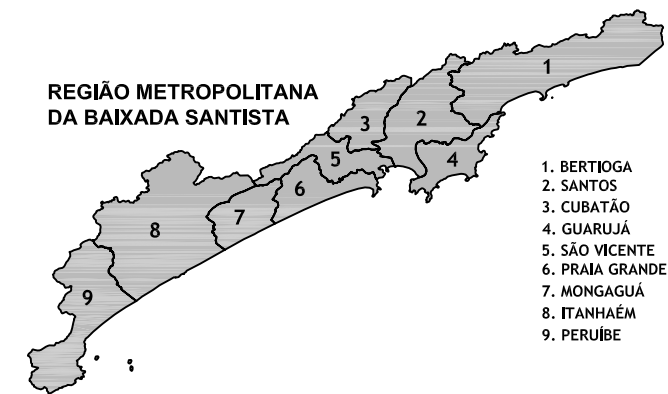 REGIÃO METROPOLITANA
DA BAIXADA SANTISTA
1
2
3
4
5
6
7
8
9
1. BERTIOGA
2. SANTOS
3. CUBATÃO
4. GUARUJÁ
5. SÃO VICENTE
6. PRAIA GRANDE
7. MONGAGUÁ
8. ITANHAÉM
9. PERUÍBE